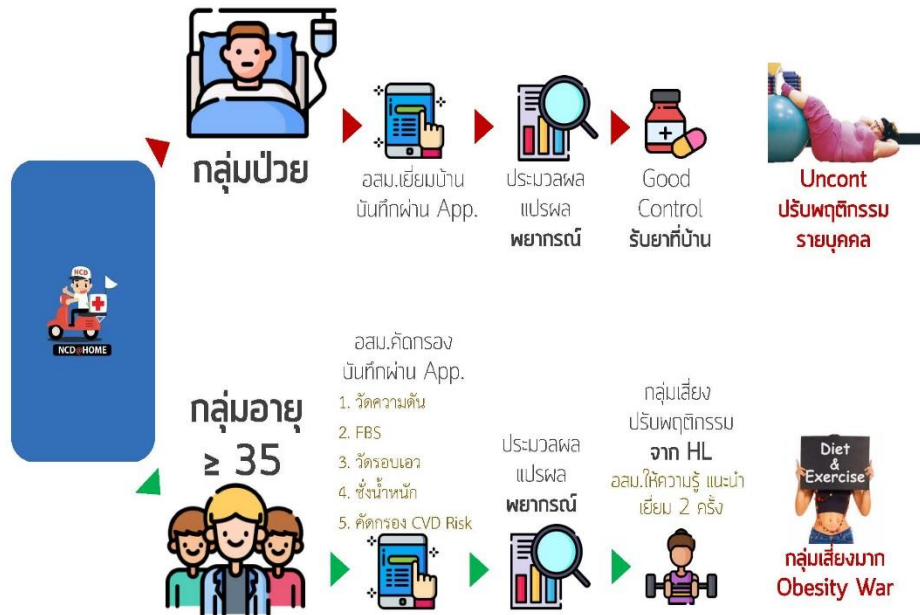 กลุ่มป่วย
อสม.เยี่ยมบ้าน
บันทึกผ่าน App.
ประมวลผล
แปรผล
พยากรณ์
Good
Control
รับยาที่บ้าน
Uncont
ปรับพฤติกรรม
รายบุคคล
NCD
NCD@HOME
กลุ่มอายุ
≥ 35
อสม.คัดกรอง
บันทึกผ่าน App.
1. วัดความดัน
2. FBS
3. วัดรอบเอว
4. ชั่งน้ำหนัก
5. คัดกรอง CVD Risk
ประมวลผล
แปรผล
พยากรณ์
กลุ่มเสี่ยง
ปรับพฤติกรรม
จาก HL
อสม.ให้ความรู้ แนะนำ
เยี่ยม 2 ครั้ง
Diet
&
Exercise
กลุ่มเสี่ยงมาก
Obesity War